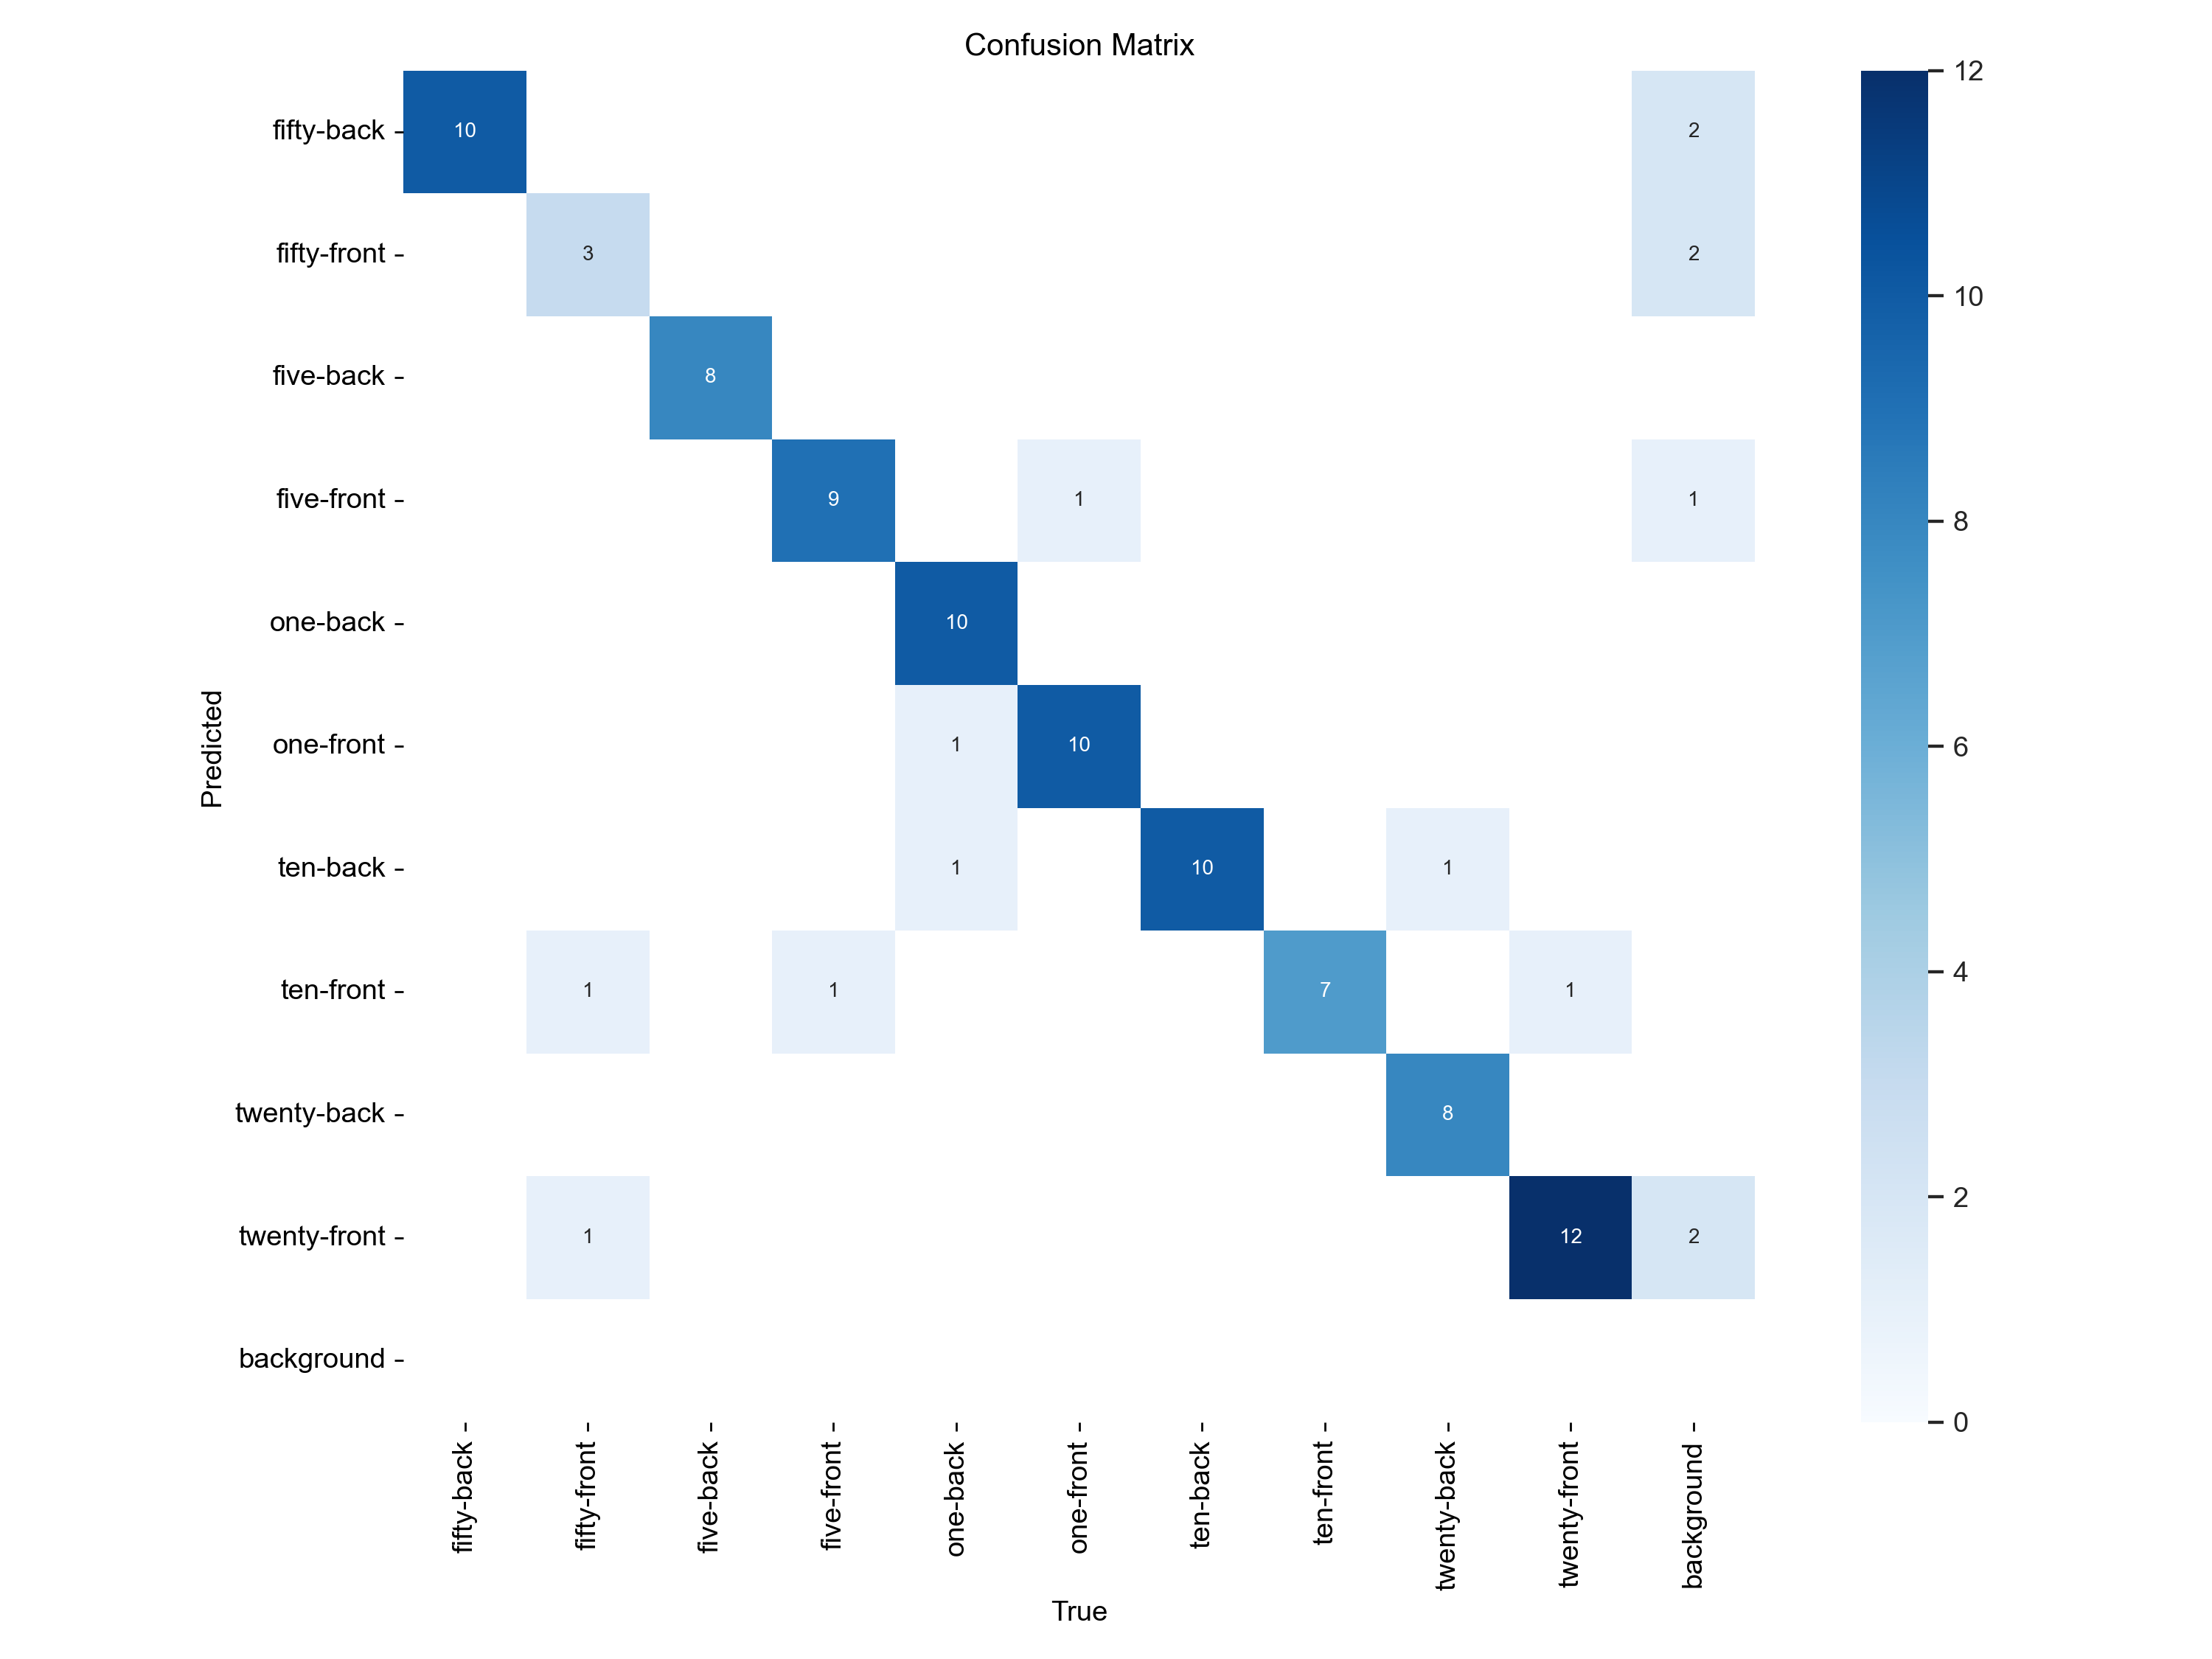 Confusion Matrix
fifty-back 10 2
fifty-front 3 2
five-back 8
five-front 9 1 1
one-back 10
one-front 1 10
ten-back 1 10 1
ten-front 1 1 7 1
twenty-back 8
twenty-front 1 12 2
background
Predicted
fifty-back
fifty-front
five-back
five-front
one-back
one-front
ten-back
ten-front
twenty-back
twenty-front
background
True
12
10
8
6
4
2
0